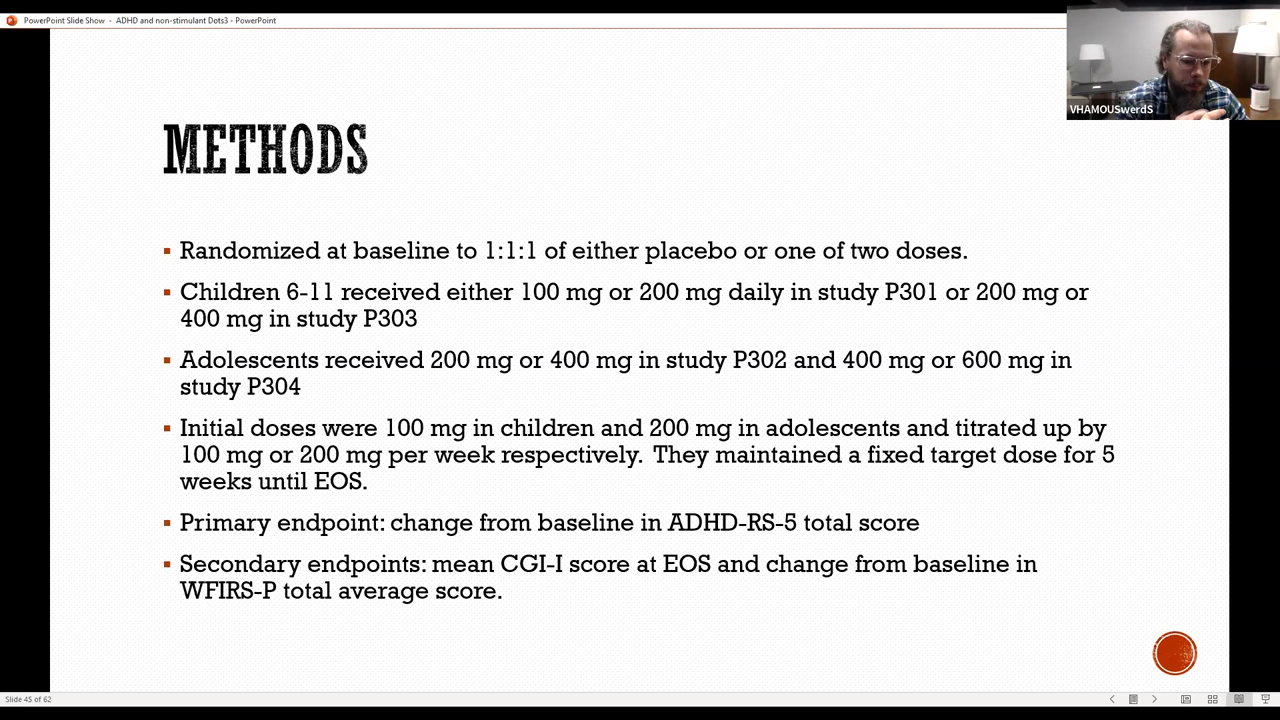 PowerPoint Slide Show - ADHD and non-stimulant Dots3 - PowerPoint
VHAMOUSwerdS
METHODS
Randomized at baseline to 1:1:1 of either placebo or one of two doses.
Children 6-11 received either 100 mg or 200 mg daily in study P301 or 200 mg or
400 mg in study P303
Adolescents received 200 mg or 400 mg in study P302 and 400 mg or 600 mg in
study P304
Initial doses were 100 mg in children and 200 mg in adolescents and titrated up by
100 mg or 200 mg per week respectively. They maintained a fixed target dose for 5
weeks until EOS.
Primary endpoint: change from baseline in ADHD-RS-5 total score
Secondary endpoints: mean CGI-I score at EOS and change from baseline in
WFIRS-P total average score.
Slide 45 of 62